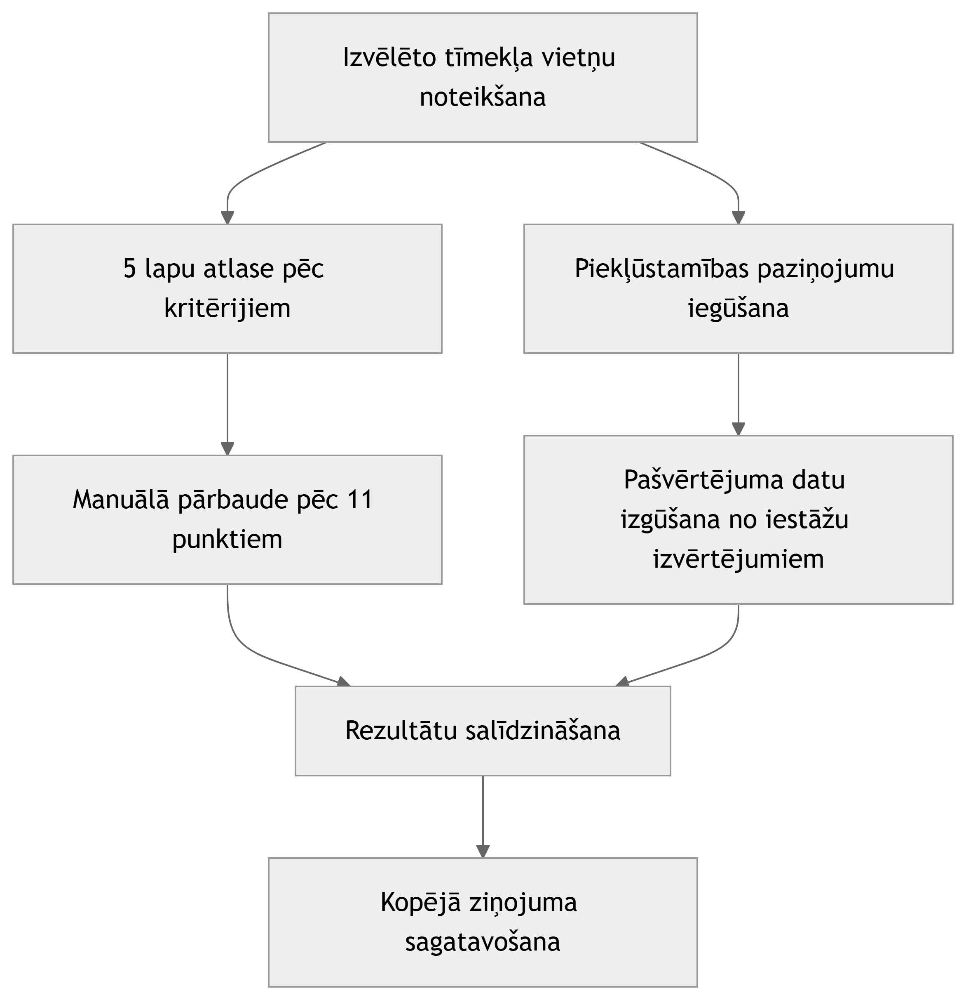 Izvēlēto tīmekļa vietņu
noteikšana
5 lapu atlase pēc
kritērijiem
Piekļūstamības paziņojumu
iegūšana
Manuālā pārbaude pēc 11
punktiem
Pašvērtējuma datu
izgūšana no iestāžu
izvērtējumiem
Rezultātu salīdzināšana
Kopējā ziņojuma
sagatavošana